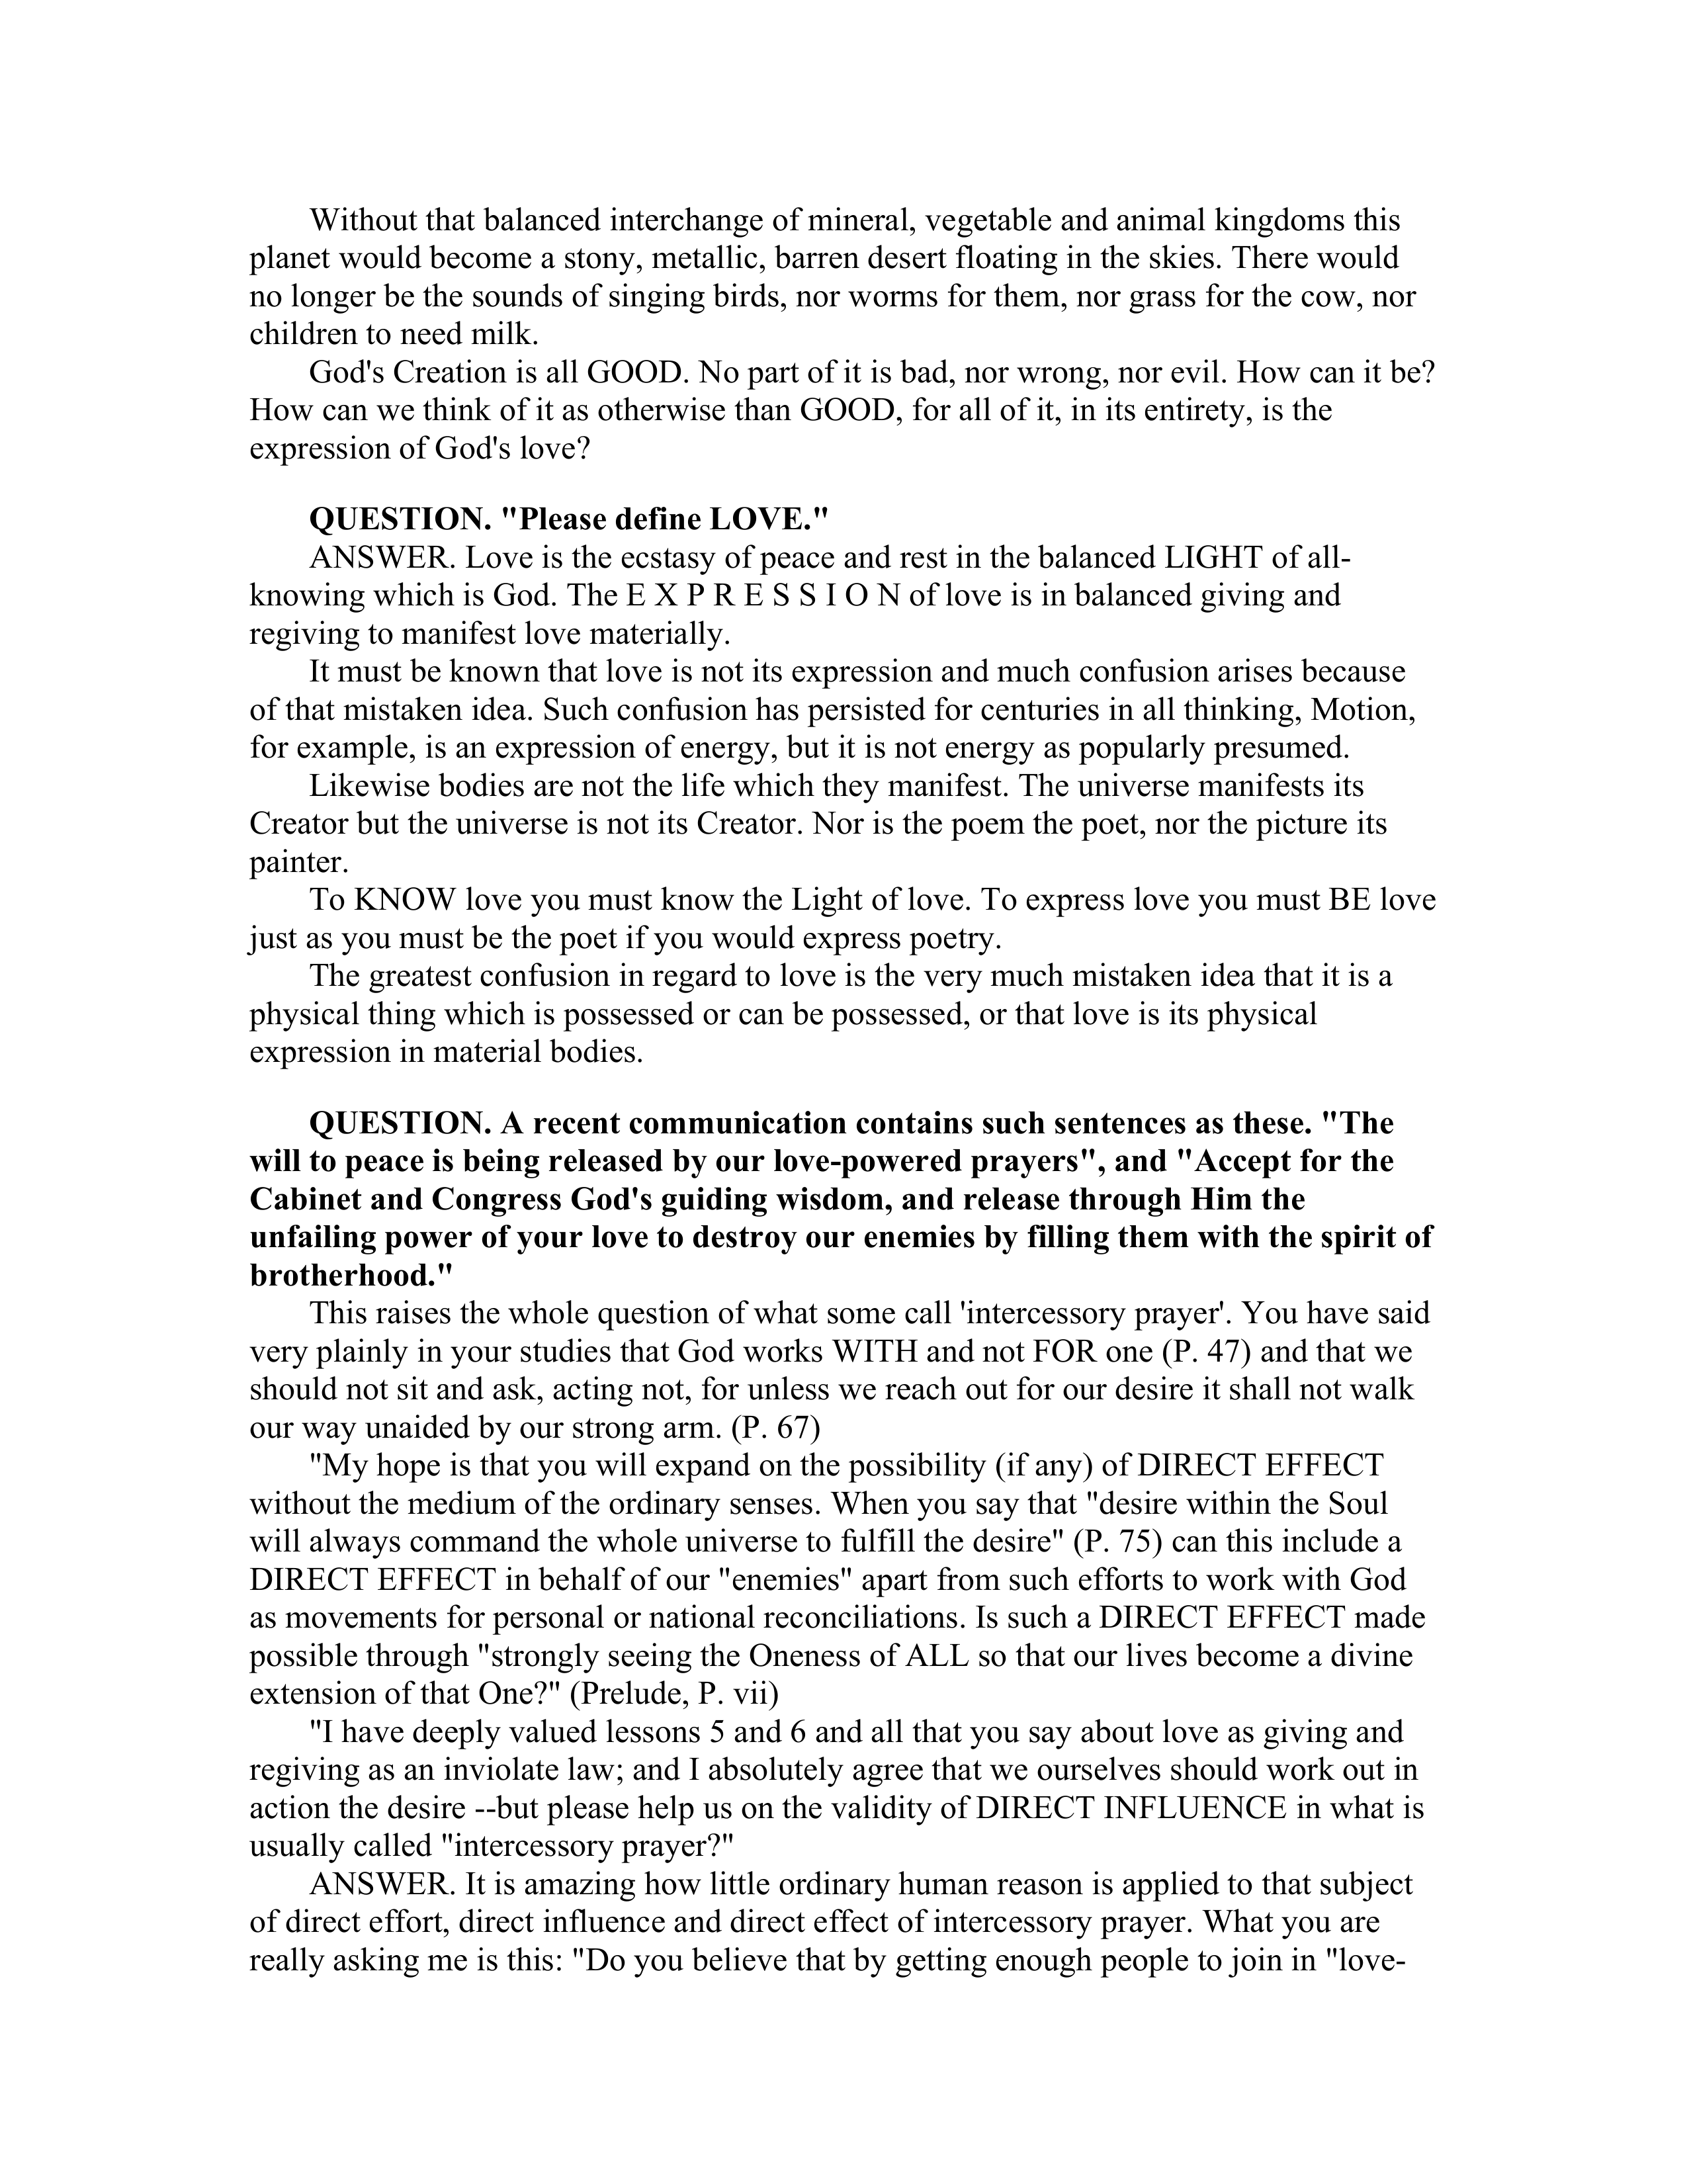 Without that balanced interchange of mineral, vegetable and animal kingdoms this
planet would become a stony, metallic, barren desert floating in the skies. There would
no longer be the sounds of singing birds, nor worms for them, nor grass for the cow, nor
children to need milk.
God's Creation is all GOOD. No part of it is bad, nor wrong, nor evil. How can it be?
How can we think of it as otherwise than GOOD, for all of it, in its entirety, is the
expression of God's love?
QUESTION. "Please define LOVE."
ANSWER. Love is the ecstasy of peace and rest in the balanced LIGHT of all-
knowing which is God. The E X P R E S S I O N of love is in balanced giving and
regiving to manifest love materially.
It must be known that love is not its expression and much confusion arises because
of that mistaken idea. Such confusion has persisted for centuries in all thinking, Motion,
for example, is an expression of energy, but it is not energy as popularly presumed.
Likewise bodies are not the life which they manifest. The universe manifests its
Creator but the universe is not its Creator. Nor is the poem the poet, nor the picture its
painter.
To KNOW love you must know the Light of love. To express love you must BE love
just as you must be the poet if you would express poetry.
The greatest confusion in regard to love is the very much mistaken idea that it is a
physical thing which is possessed or can be possessed, or that love is its physical
expression in material bodies.
QUESTION. A recent communication contains such sentences as these. "The
will to peace is being released by our love-powered prayers", and "Accept for the
Cabinet and Congress God's guiding wisdom, and release through Him the
unfailing power of your love to destroy our enemies by filling them with the spirit of
brotherhood."
This raises the whole question of what some call 'intercessory prayer'. You have said
very plainly in your studies that God works WITH and not FOR one (P. 47) and that we
should not sit and ask, acting not, for unless we reach out for our desire it shall not walk
our way unaided by our strong arm. (P. 67)
"My hope is that you will expand on the possibility (if any) of DIRECT EFFECT
without the medium of the ordinary senses. When you say that "desire within the Soul
will always command the whole universe to fulfill the desire" (P. 75) can this include a
DIRECT EFFECT in behalf of our "enemies" apart from such efforts to work with God
as movements for personal or national reconciliations. Is such a DIRECT EFFECT made
possible through "strongly seeing the Oneness of ALL so that our lives become a divine
extension of that One?" (Prelude, P. vii)
"I have deeply valued lessons 5 and 6 and all that you say about love as giving and
regiving as an inviolate law; and I absolutely agree that we ourselves should work out in
action the desire --but please help us on the validity of DIRECT INFLUENCE in what is
usually called "intercessory prayer?"
ANSWER. It is amazing how little ordinary human reason is applied to that subject
of direct effort, direct influence and direct effect of intercessory prayer. What you are
really asking me is this: "Do you believe that by getting enough people to join in "love-